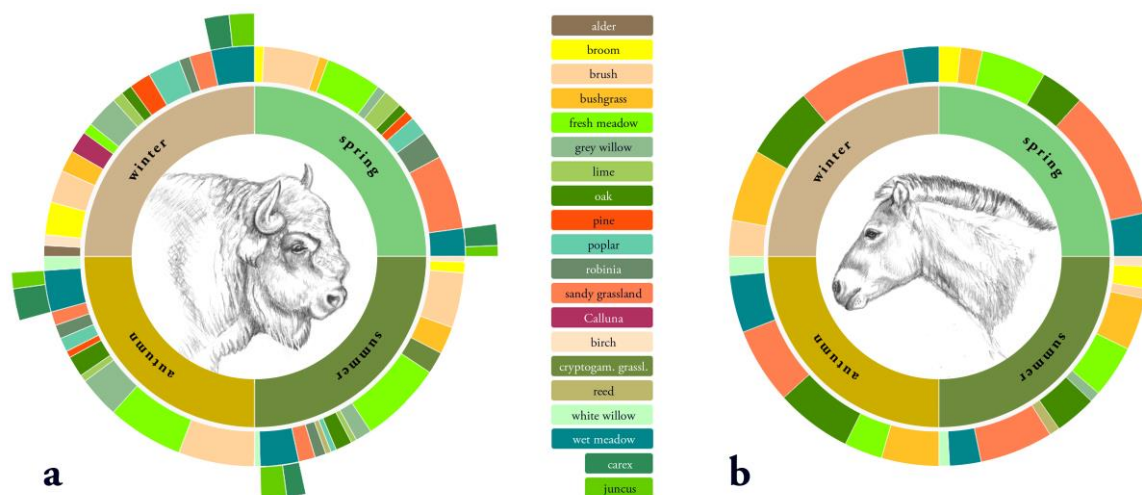 winter
spring
autumn
summer
a
alder
broom
brush
bushgrass
fresh meadow
grey willow
lime
oak
pine
poplar
robinia
sandy grassland
Calluna
birch
cryptogam. grassl.
reed
white willow
wet meadow
carex
juncus
winter
spring
autumn
summer
b